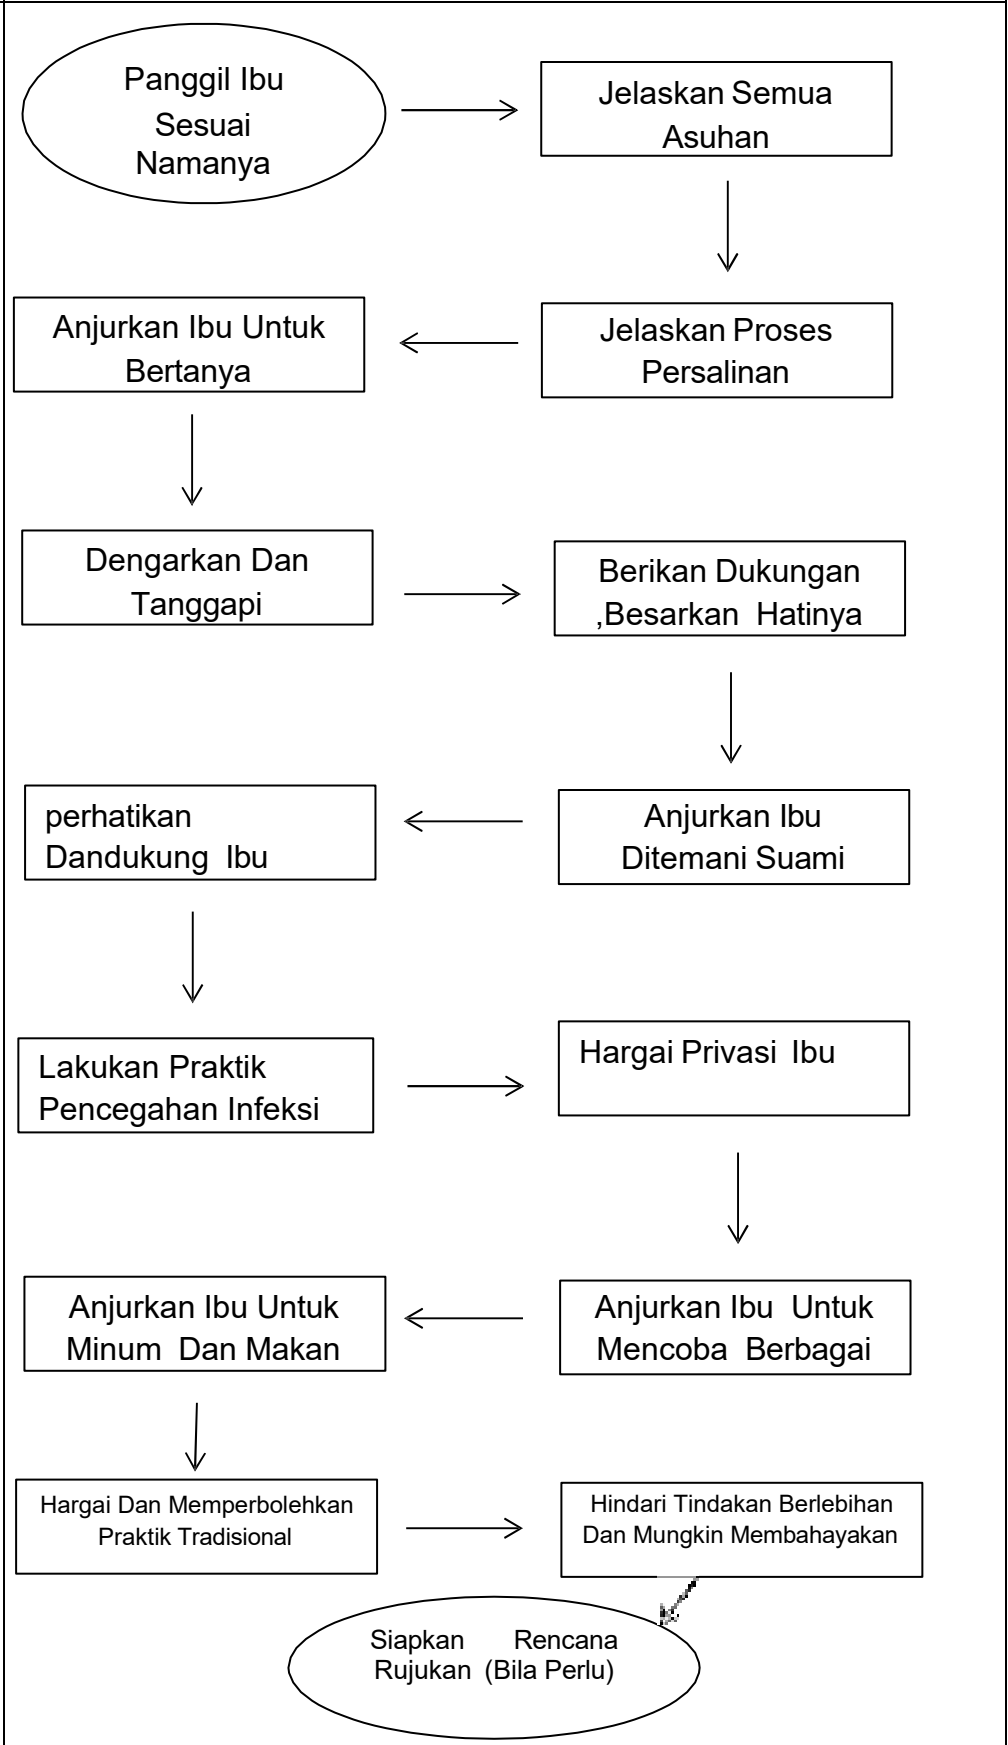 Panggil Ibu
Sesuai
Namanya
Jelaskan Semua
Asuhan
Jelaskan Proses
Persalinan
Anjurkan Ibu Untuk
Bertanya
Dengarkan Dan
Tanggapi
Berikan Dukungan
,Besarkan Hatinya
Anjurkan Ibu
Ditemani Suami
perhatikan
Dandukung Ibu
Lakukan Praktik
Pencegahan Infeksi
Hargai Privasi Ibu
Anjurkan Ibu Untuk
Mencoba Berbagai
Anjurkan Ibu Untuk
Minum Dan Makan
Hargai Dan Memperbolehkan
Praktik Tradisional
Hindari Tindakan Berlebihan
Dan Mungkin Membahayakan
Siapkan Rencana
Rujukan (Bila Perlu)